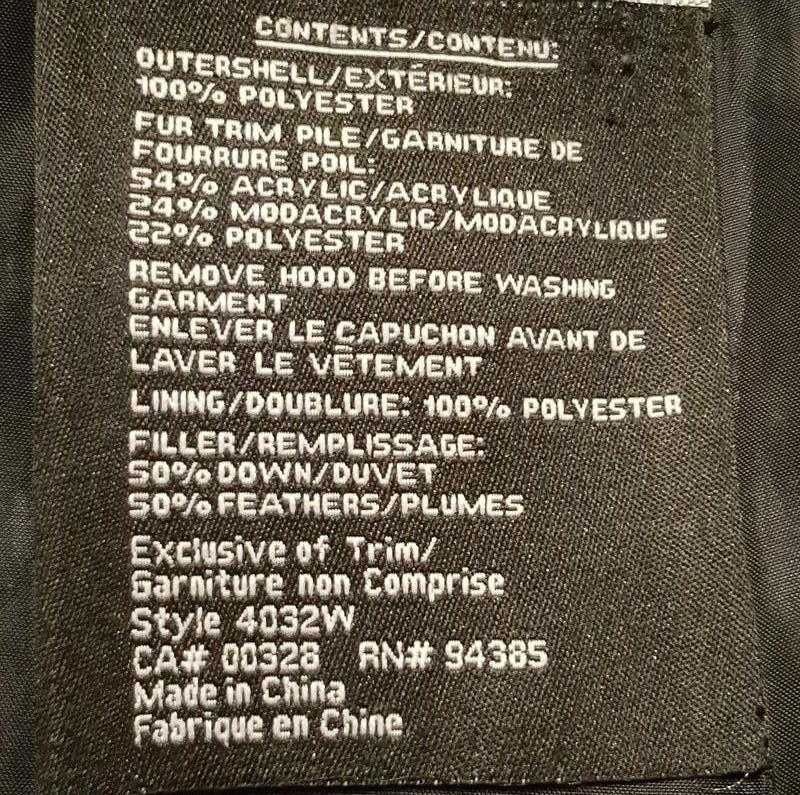 CONTENTS/CONTENU:
OUTERSHELL/EXTÉRIEUR:
100% POLYESTER
FUR TRIM PILE/GARNITURE DE
FOURRURE POIL:
54% ACRYLIC/ACRYLIQUE
24% MODACRYLIC/MODACRYLIQUE
22% POLYESTER
REMOVE HOOD BEFORE WASHING
GARMENT
ENLEVER LE ÇAPUCHON AVANT DE
LAVER LE VÊTEMENT
LINING/DOUBLURE: 100% POLYESTER
FILLER/REMPLISSAGE:
50% DOWN/DUVET
50% FEATHERS/PLUMES
Exclusive of Trim/
Garniture non Comprise
Style 4032W
CA# 00328 RN# 94385
Made in China
Fabrique en Chine